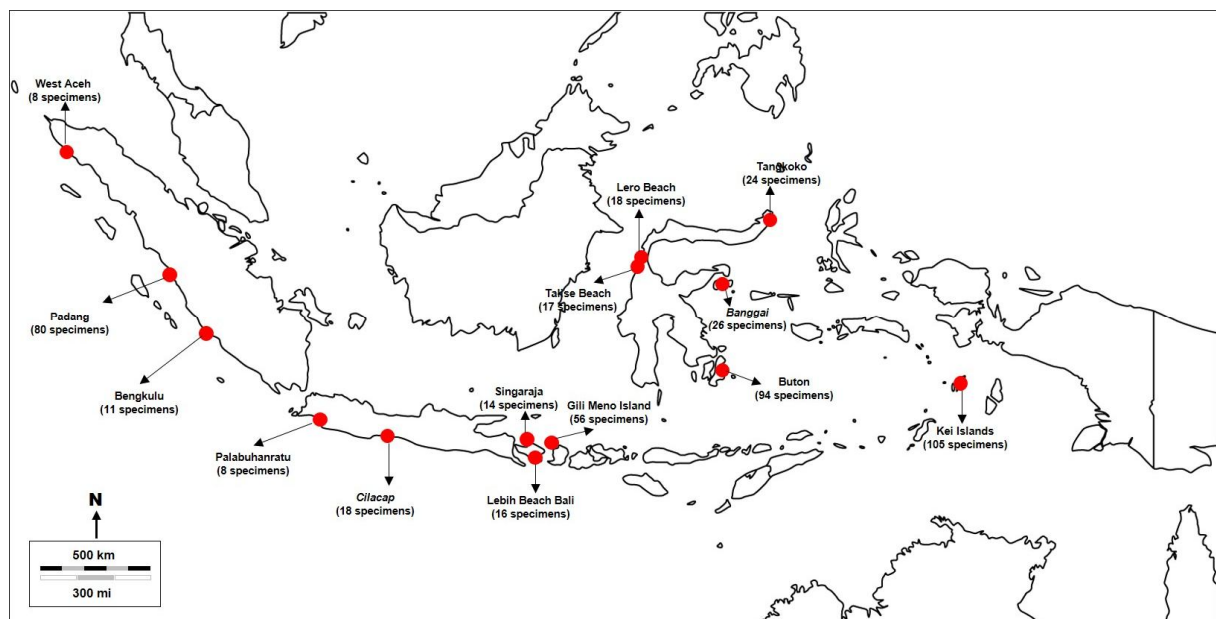 West Aceh
(8 specimens)
Tangkoko
(24 specimens)
Lero Beach
(18 specimens)
Takse Beach
(17 specimens)
Banggai
(26 specimens)
Padang
(80 specimens)
Bengkulu
(11 specimens)
Buton
(94 specimens)
Singaraja
(14 specimens)
Gili Meno Island
(56 specimens)
Kei Islands
(105 specimens)
Palabuhanratu
(8 specimens)
Cilacap
(18 specimens)
Lebih Beach Bali
(16 specimens)
N
500 km
300 mi